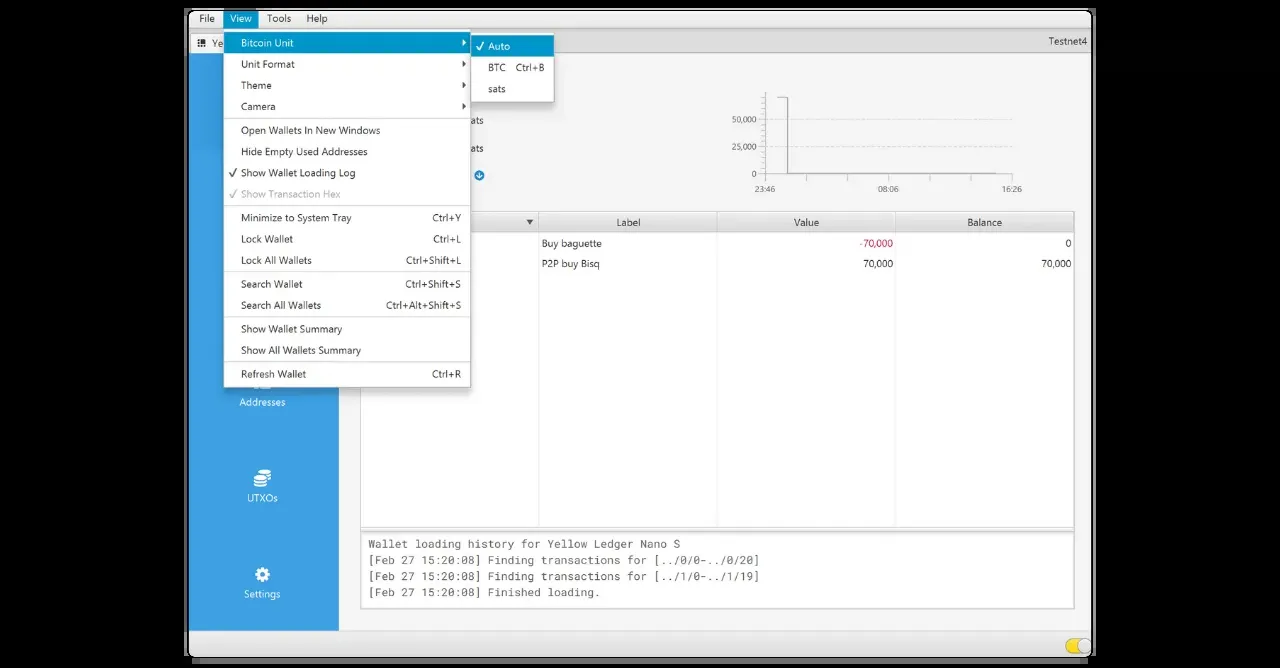 File View Tools Help
Ye
Testnet4
Bitcoin Unit
Auto
BTC Ctrl+B
sats
Unit Format
Theme
Camera
Open Wallets In New Windows
Hide Empty Used Addresses
Show Wallet Loading Log
Show Transaction Hex
Minimize to System Tray Ctrl+Y
Lock Wallet Ctrl+L
Lock All Wallets Ctrl+Shift+L
Search Wallet Ctrl+Shift+S
Search All Wallets Ctrl+Alt+Shift+S
Show Wallet Summary
Show All Wallets Summary
Refresh Wallet Ctrl+R
ats
ats
50,000
25,000
0
23:46 08:06 16:26
Label Value Balance
Buy baguette -70,000 0
P2P buy Bisq 70,000 70,000
Addresses
UTXOs
Settings
Wallet loading history for Yellow Ledger Nano S
[Feb 27 15:20:08] Finding transactions for [../0/0-../0/20]
[Feb 27 15:20:08] Finding transactions for [../1/0-../1/19]
[Feb 27 15:20:08] Finished loading.